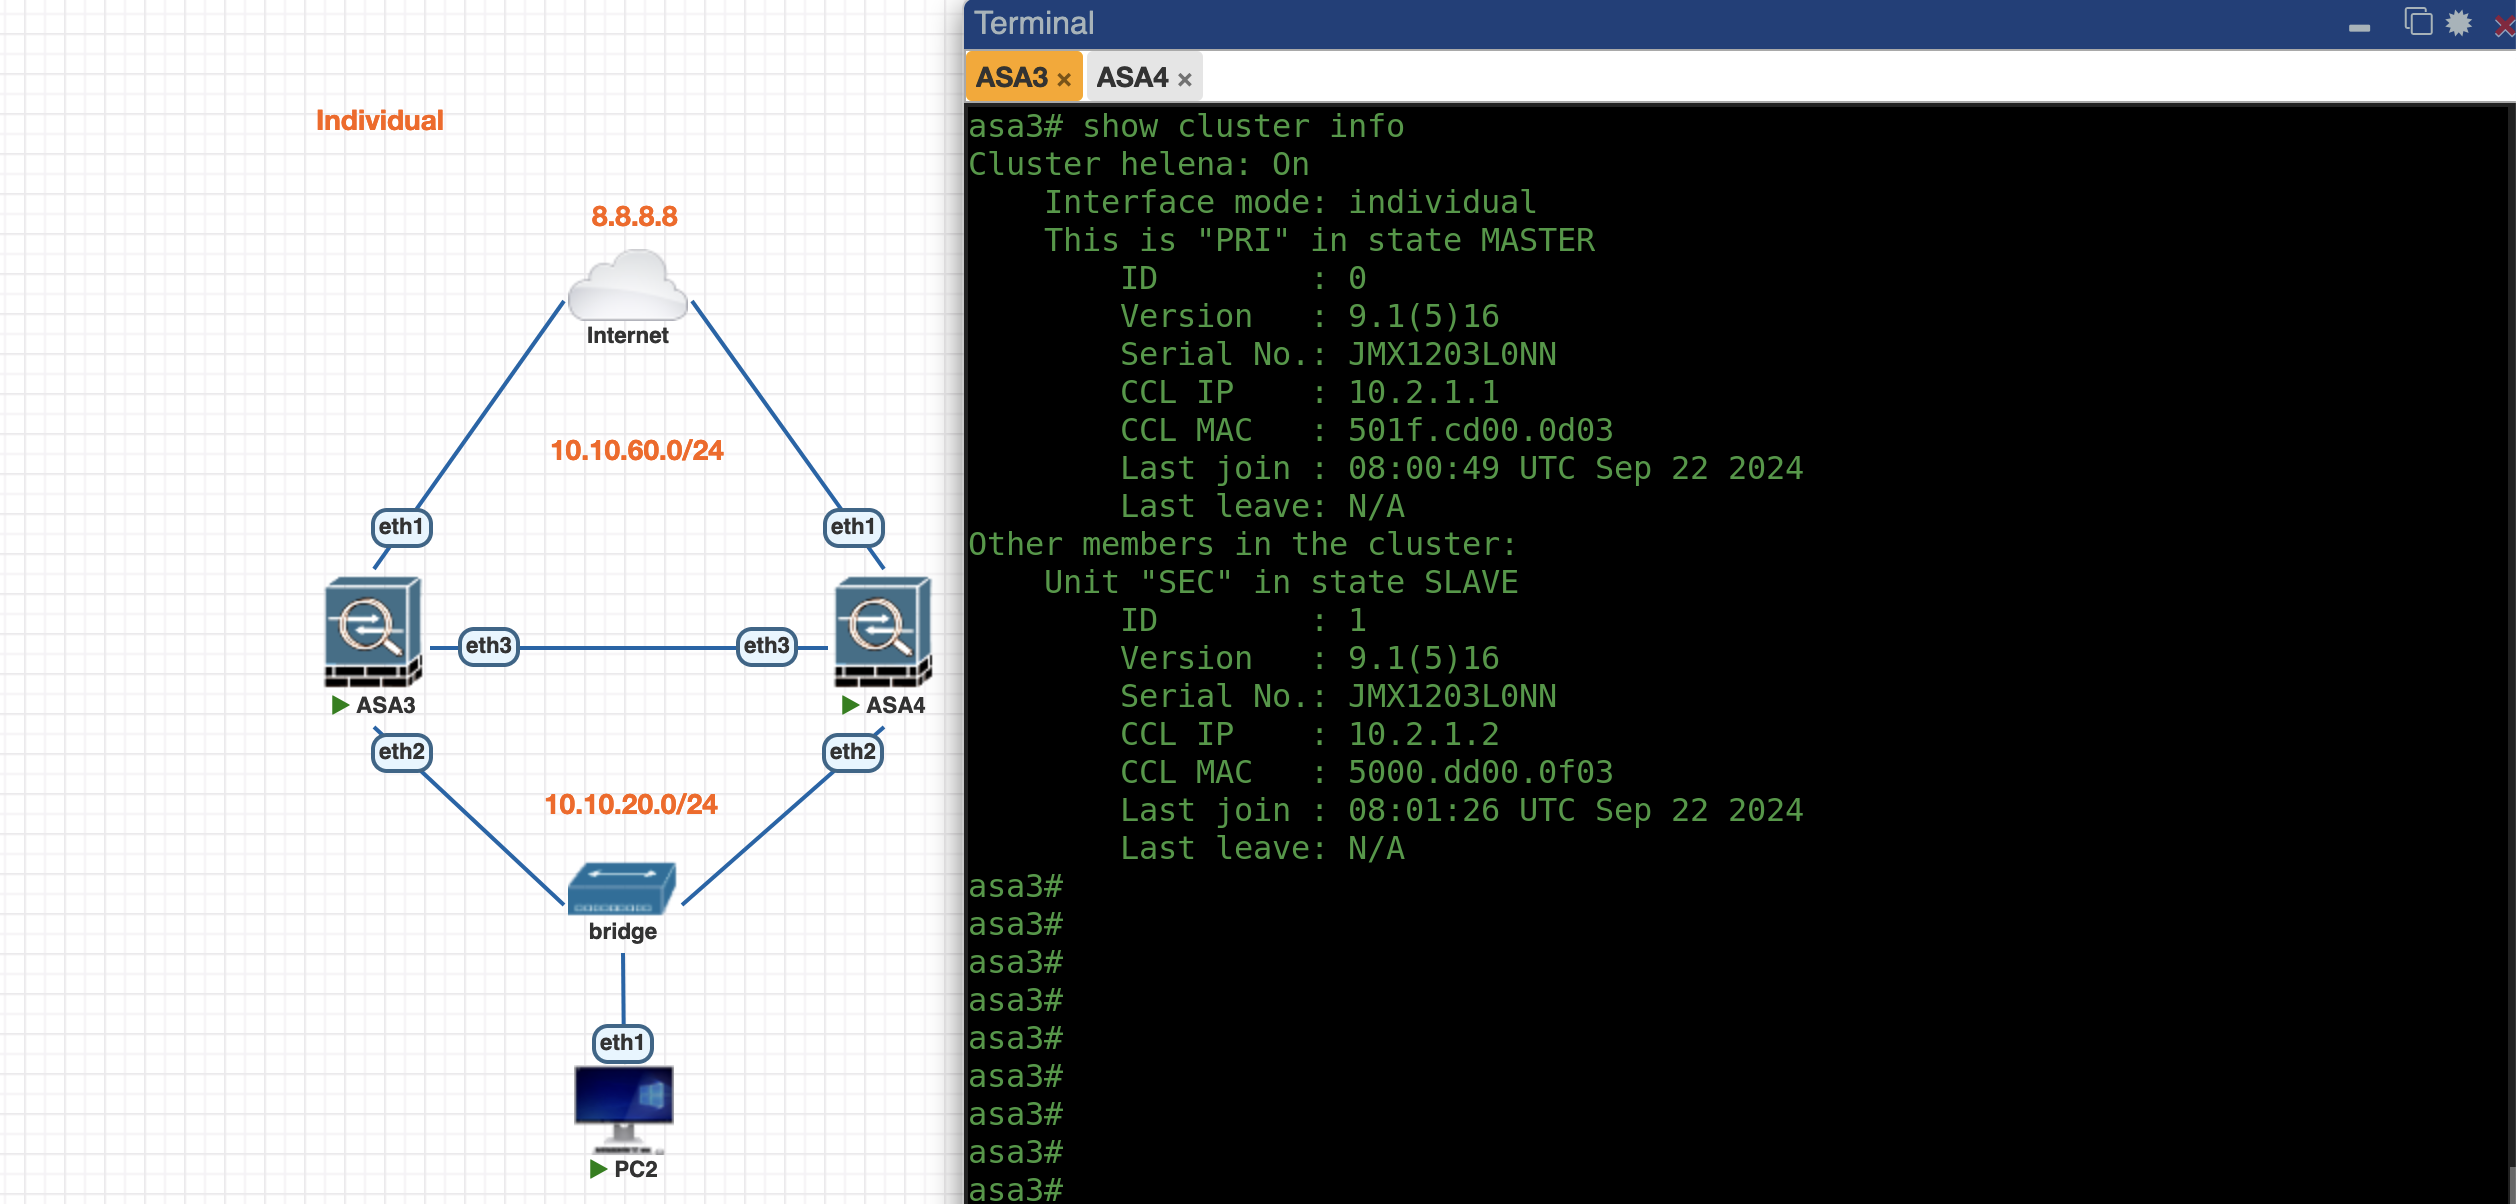 Individual
8.8.8.8
Internet
10.10.60.0/24
eth1
eth1
eth3
eth3
ASA3
ASA4
eth2
eth2
10.10.20.0/24
bridge
eth1
PC2
Terminal
ASA3 ×
ASA4 ×
asa3# show cluster info
Cluster helena: On
    Interface mode: individual
    This is "PRI" in state MASTER
        ID        : 0
        Version   : 9.1(5)16
        Serial No.: JMX1203L0NN
        CCL IP    : 10.2.1.1
        CCL MAC   : 501f.cd00.0d03
        Last join : 08:00:49 UTC Sep 22 2024
        Last leave: N/A
Other members in the cluster:
    Unit "SEC" in state SLAVE
        ID        : 1
        Version   : 9.1(5)16
        Serial No.: JMX1203L0NN
        CCL IP    : 10.2.1.2
        CCL MAC   : 5000.dd00.0f03
        Last join : 08:01:26 UTC Sep 22 2024
        Last leave: N/A
asa3#
asa3#
asa3#
asa3#
asa3#
asa3#
asa3#
asa3#
asa3#